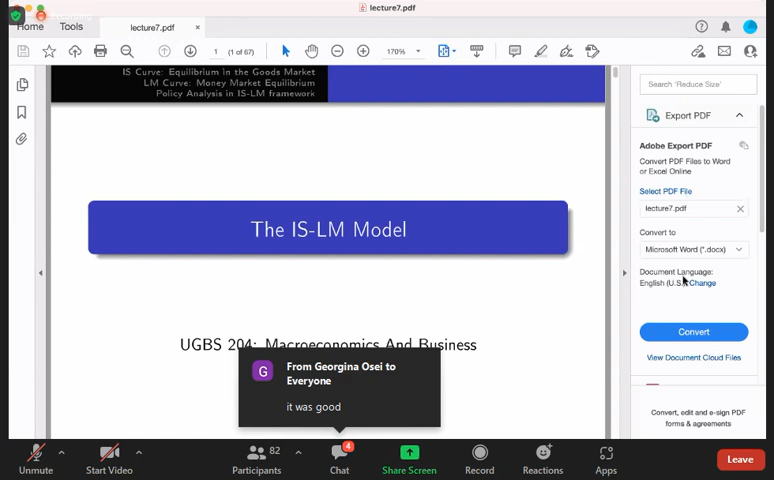 lecture7.pdf
Home Tools lecture7.pdf ×
1 (1 of 67) 170%
IS Curve: Equilibrium in the Goods Market
LM Curve: Money Market Equilibrium
Policy Analysis in IS-LM framework
The IS-LM Model
UGBS 204: Macroeconomics And Business
Search 'Reduce Size'
Export PDF
Adobe Export PDF
Convert PDF Files to Word
or Excel Online
Select PDF File
lecture7.pdf
Convert to
Microsoft Word (*.docx)
Document Language:
English (U.S.) Change
Convert
View Document Cloud Files
Convert, edit and e-sign PDF
forms & agreements
G
From Georgina Osei to
Everyone
it was good
Unmute
Start Video
82
Participants
4
Chat
Share Screen
Record
Reactions
Apps
Leave